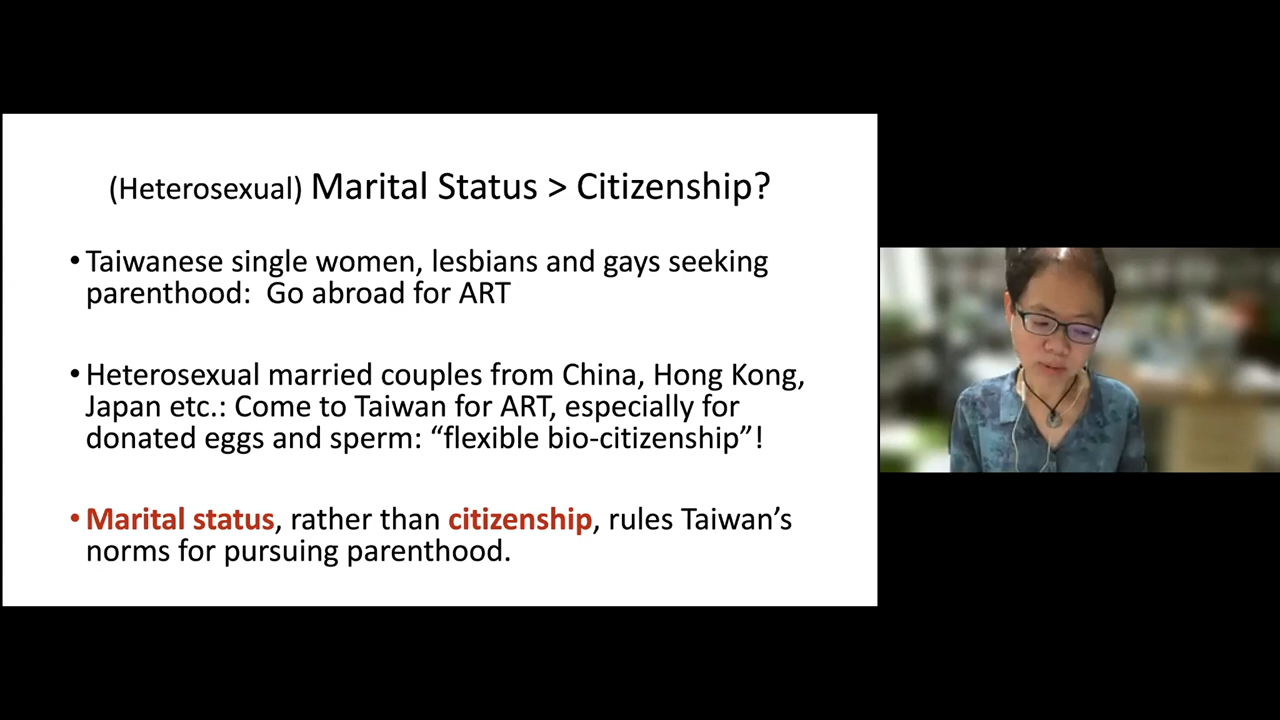 (Heterosexual) Marital Status > Citizenship?
•Taiwanese single women, lesbians and gays seeking
parenthood:  Go abroad for ART
•Heterosexual married couples from China, Hong Kong,
Japan etc.: Come to Taiwan for ART, especially for
donated eggs and sperm: “flexible bio-citizenship”!
•Marital status, rather than citizenship, rules Taiwan’s
norms for pursuing parenthood.